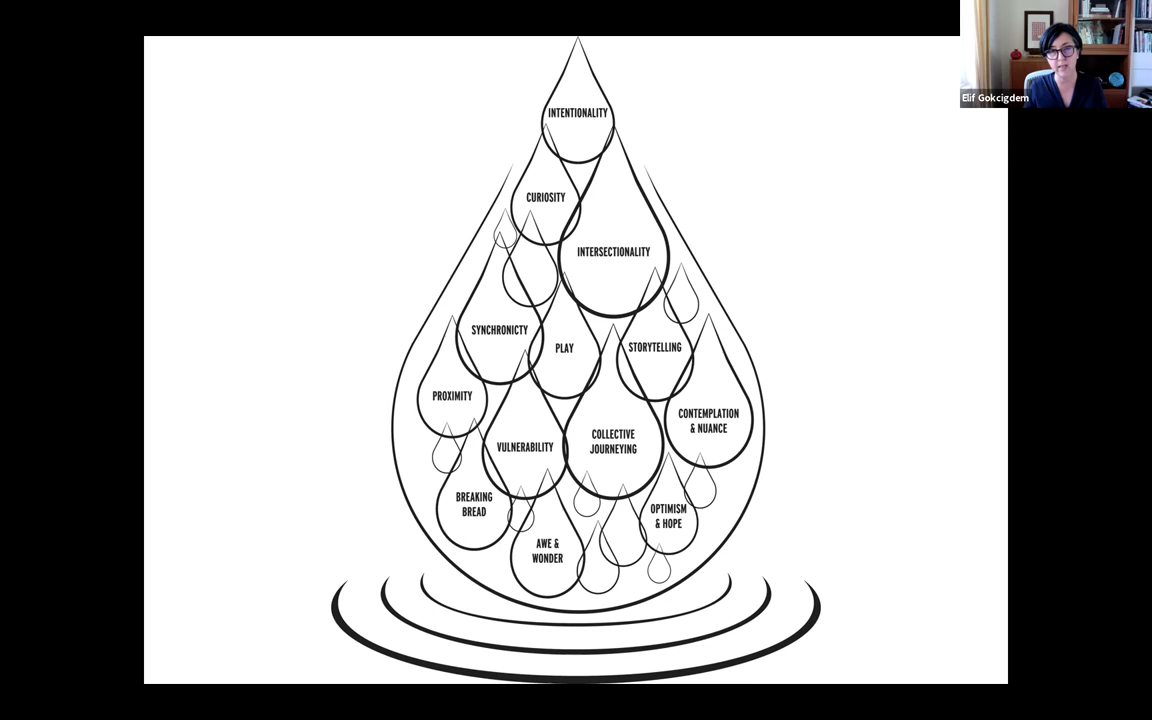 Elif Gokcigdem
INTENTIONALITY
CURIOSITY
INTERSECTIONALITY
SYNCHRONICTY
PLAY
STORYTELLING
PROXIMITY
CONTEMPLATION
& NUANCE
VULNERABILITY
COLLECTIVE
JOURNEYING
BREAKING
BREAD
OPTIMISM
& HOPE
AWE &
WONDER